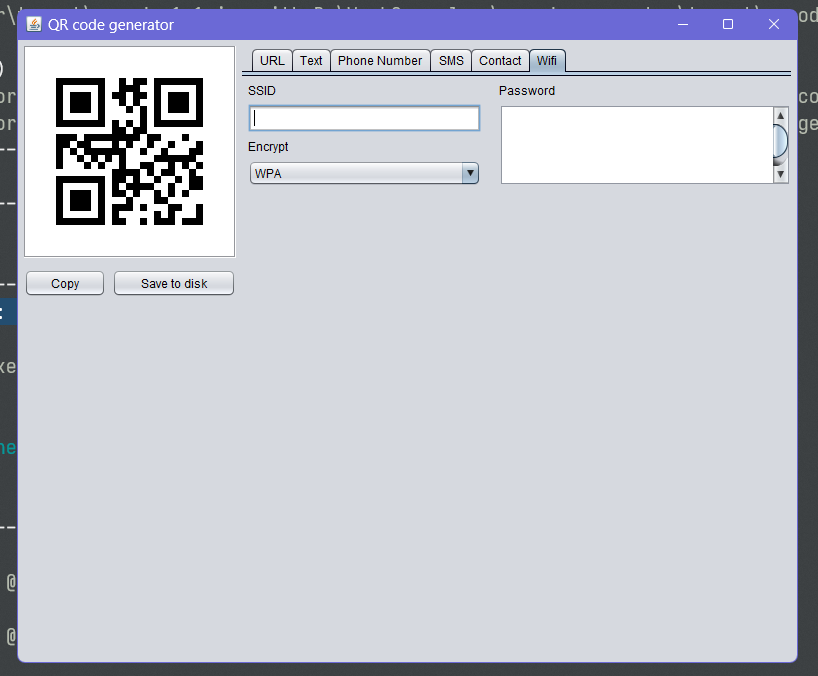 QR code generator
URL Text Phone Number SMS Contact Wifi
SSID
Password
Encrypt
WPA
Copy
Save to disk